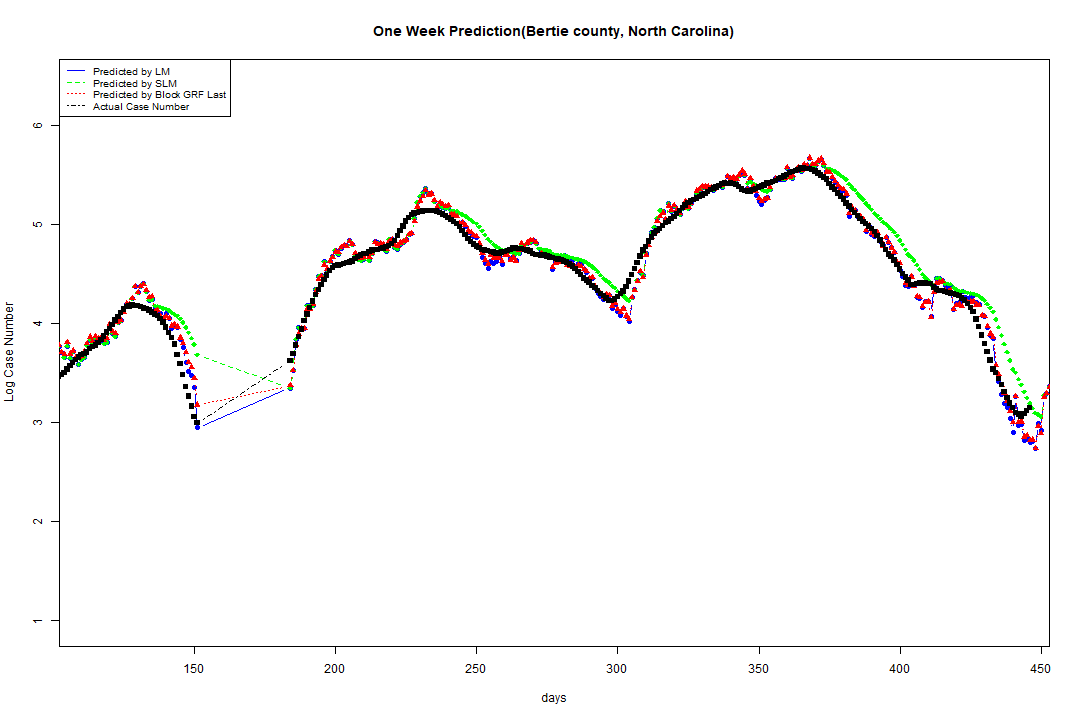 One Week Prediction(Bertie county, North Carolina)
Predicted by LM
Predicted by SLM
Predicted by Block GRF Last
Actual Case Number
6
5
4
3
2
1
Log Case Number
150 200 250 300 350 400 450
days